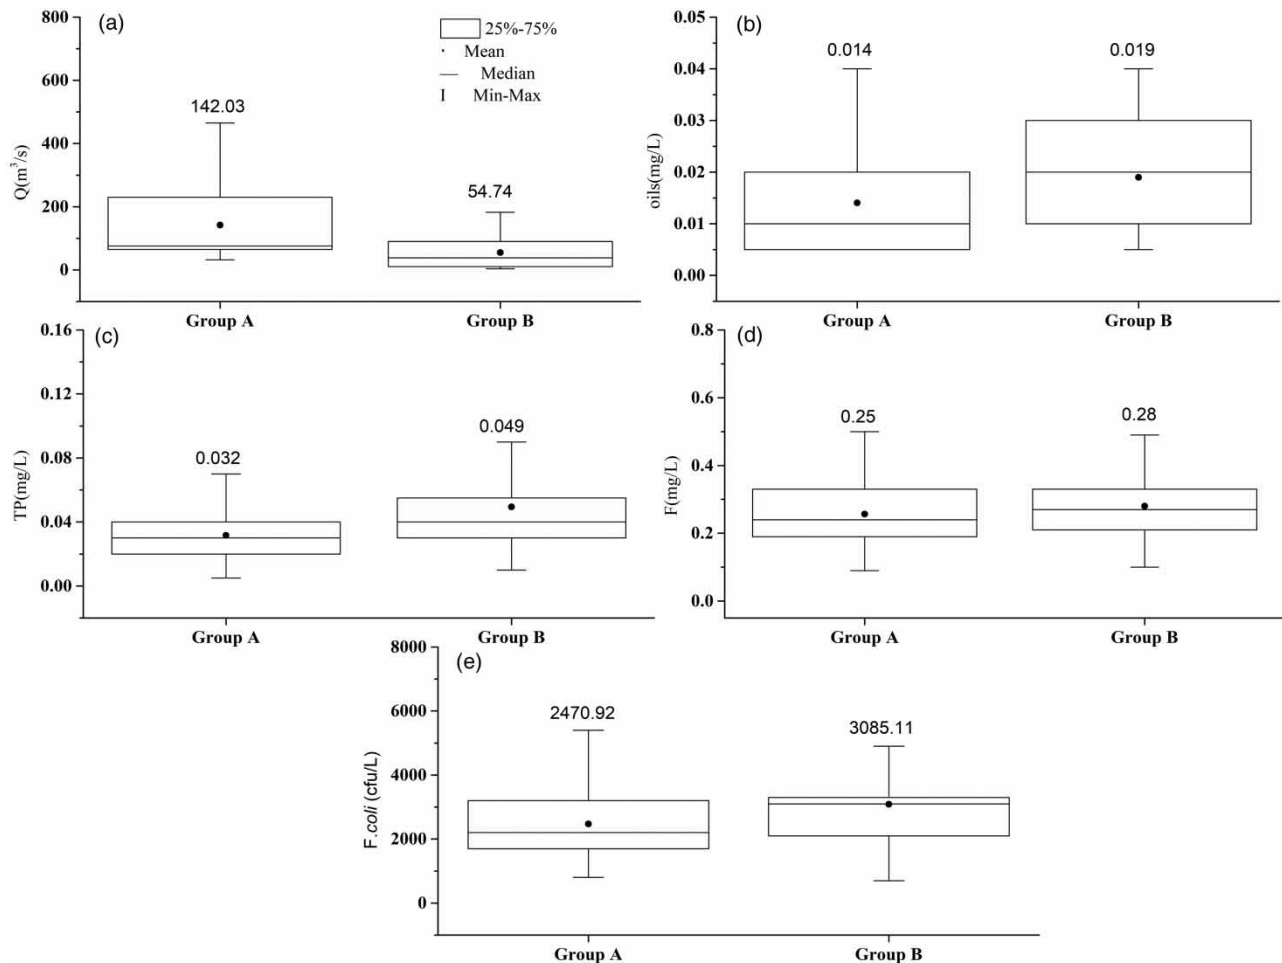 (a)
800
600
400
200
0
Q(m³/s)
142.03
54.74
Group A
Group B
25%-75%
Mean
Median
Min-Max
(b)
0.05
0.04
0.03
0.02
0.01
0.00
oils(mg/L)
0.014
0.019
Group A
Group B
(c)
0.16
0.12
0.08
0.04
0.00
TP(mg/L)
0.032
0.049
Group A
Group B
(d)
0.8
0.6
0.4
0.2
0.0
F(mg/L)
0.25
0.28
Group A
Group B
(e)
8000
6000
4000
2000
0
F.coli (cfu/L)
2470.92
3085.11
Group A
Group B